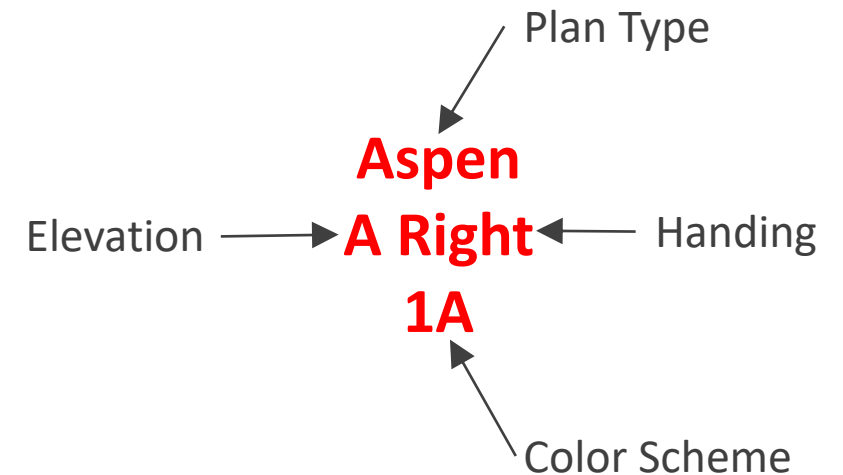 Plan Type
Aspen
Elevation
A Right
Handing
1A
Color Scheme